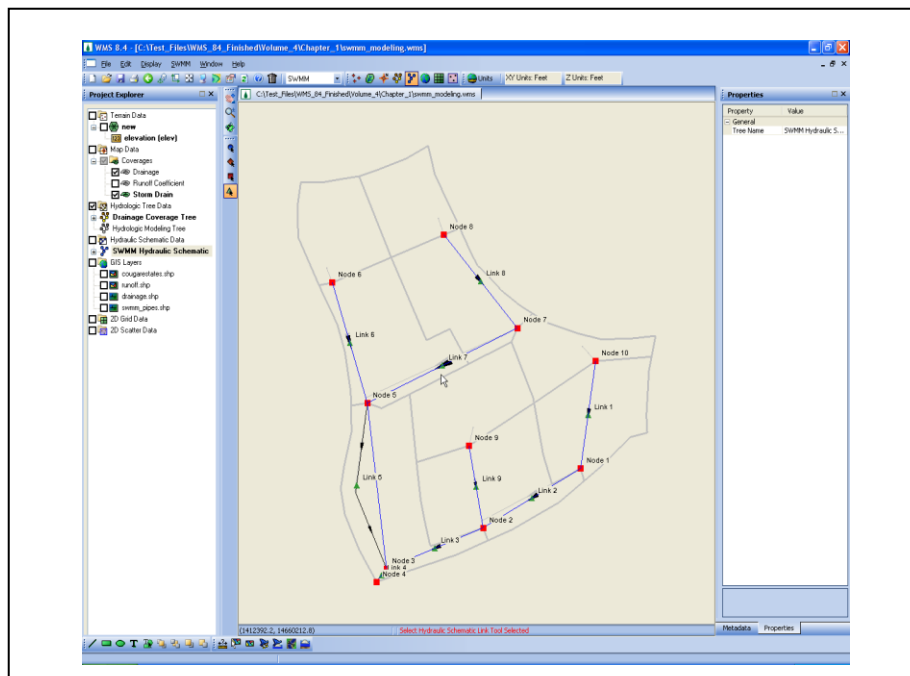 WMS 8.4 - [C:\Test_Files\WMS_84_Finished\Volume_4\Chapter_1\swmm_modeling.wms]
File Edit Display SWMM Window Help
SWMM Units XY Units: Feet Z Units: Feet
Project Explorer
Terrain Data
new
elevation (elev)
Map Data
Coverages
Drainage
Runoff Coefficient
Storm Drain
Hydrologic Tree Data
Drainage Coverage Tree
Hydrologic Modeling Tree
Hydraulic Schematic Data
SWMM Hydraulic Schematic
GIS Layers
cougarestates.shp
runoff.shp
drainage.shp
swmm_pipes.shp
2D Grid Data
2D Scatter Data
C:\Test_Files\WMS_84_Finished\Volume_4\Chapter_1\swmm_modeling.wms
Node 8
Node 6
Link 8
Node 7
Link 6
Link 7
Node 10
Node 5
Link 1
Node 9
Node 1
Link 5
Link 9
Link 2
Node 2
Link 3
Node 3
Link 4
Node 4
(1412392.2, 14660212.8) Select Hydraulic Schematic Link Tool Selected
Properties
Property Value
General
Tree Name SWMM Hydraulic S...
Metadata Properties
T